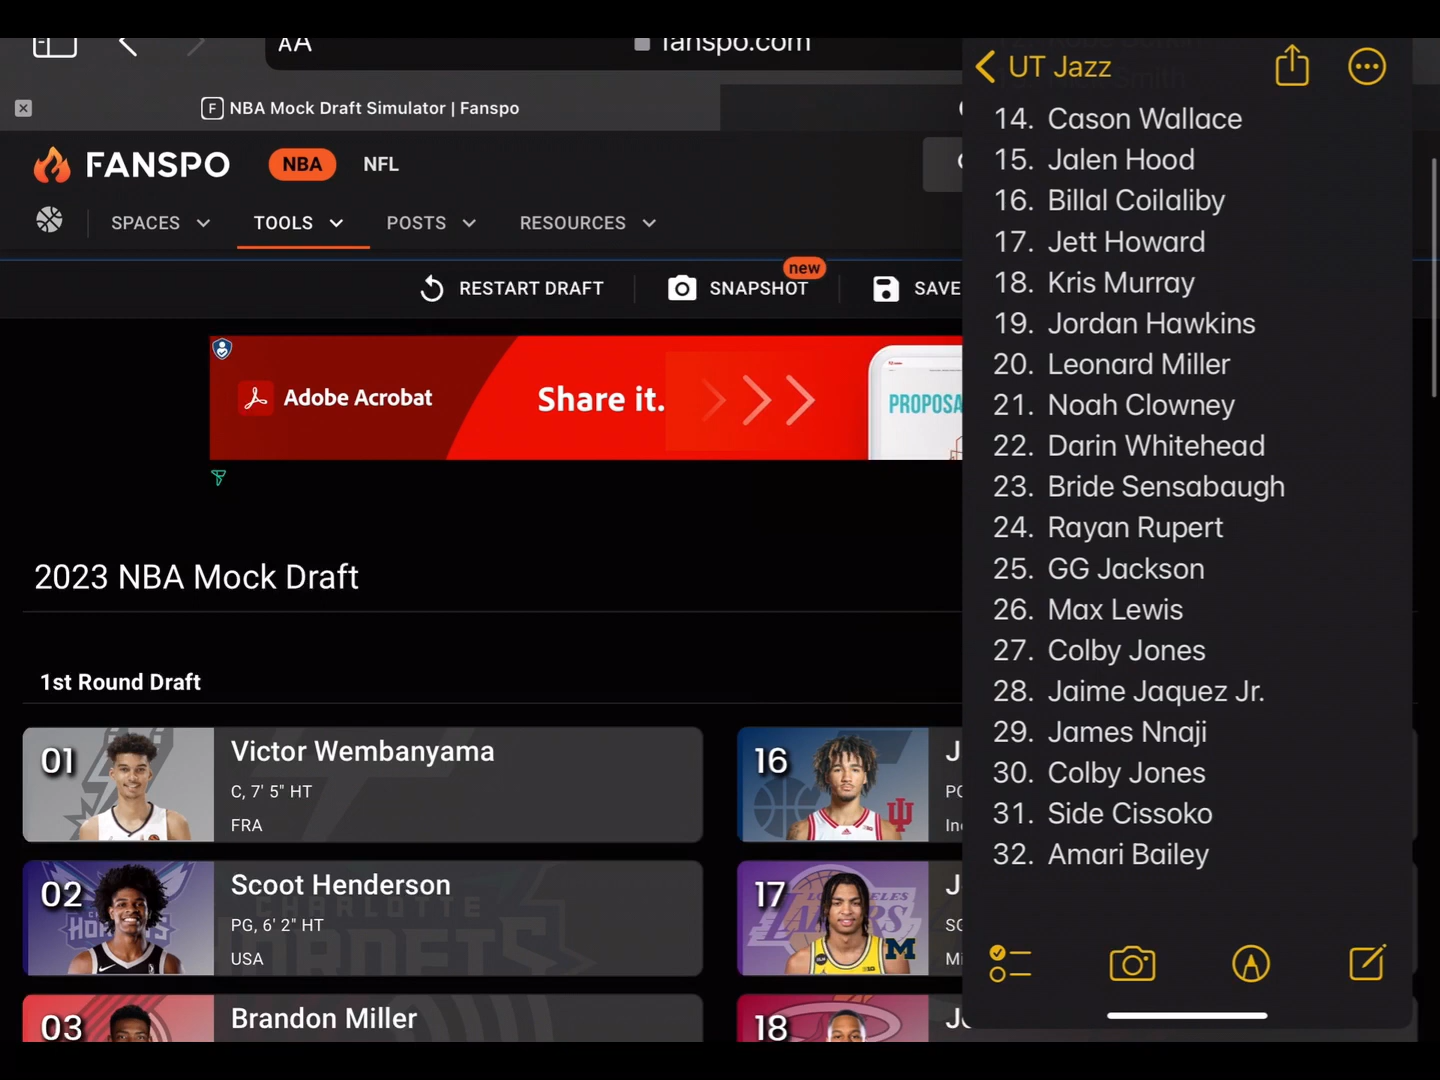 AA
fanspo.com
NBA Mock Draft Simulator | Fanspo
FANSPO
NBA
NFL
SPACES
TOOLS
POSTS
RESOURCES
RESTART DRAFT
SNAPSHOT
new
SAVE
Adobe Acrobat
Share it.
PROPOSA
2023 NBA Mock Draft
1st Round Draft
01
Victor Wembanyama
C, 7' 5" HT
FRA
02
Scoot Henderson
PG, 6' 2" HT
USA
03
Brandon Miller
16
J
PG
In
17
J
SG
Mi
18
UT Jazz
14. Cason Wallace
15. Jalen Hood
16. Billal Coilaliby
17. Jett Howard
18. Kris Murray
19. Jordan Hawkins
20. Leonard Miller
21. Noah Clowney
22. Darin Whitehead
23. Bride Sensabaugh
24. Rayan Rupert
25. GG Jackson
26. Max Lewis
27. Colby Jones
28. Jaime Jaquez Jr.
29. James Nnaji
30. Colby Jones
31. Side Cissoko
32. Amari Bailey